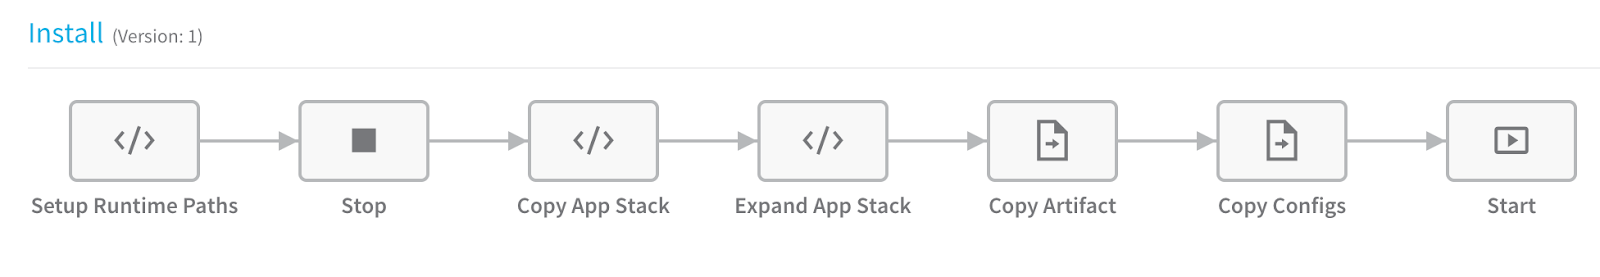 Install (Version: 1)
Setup Runtime Paths
Stop
Copy App Stack
Expand App Stack
Copy Artifact
Copy Configs
Start